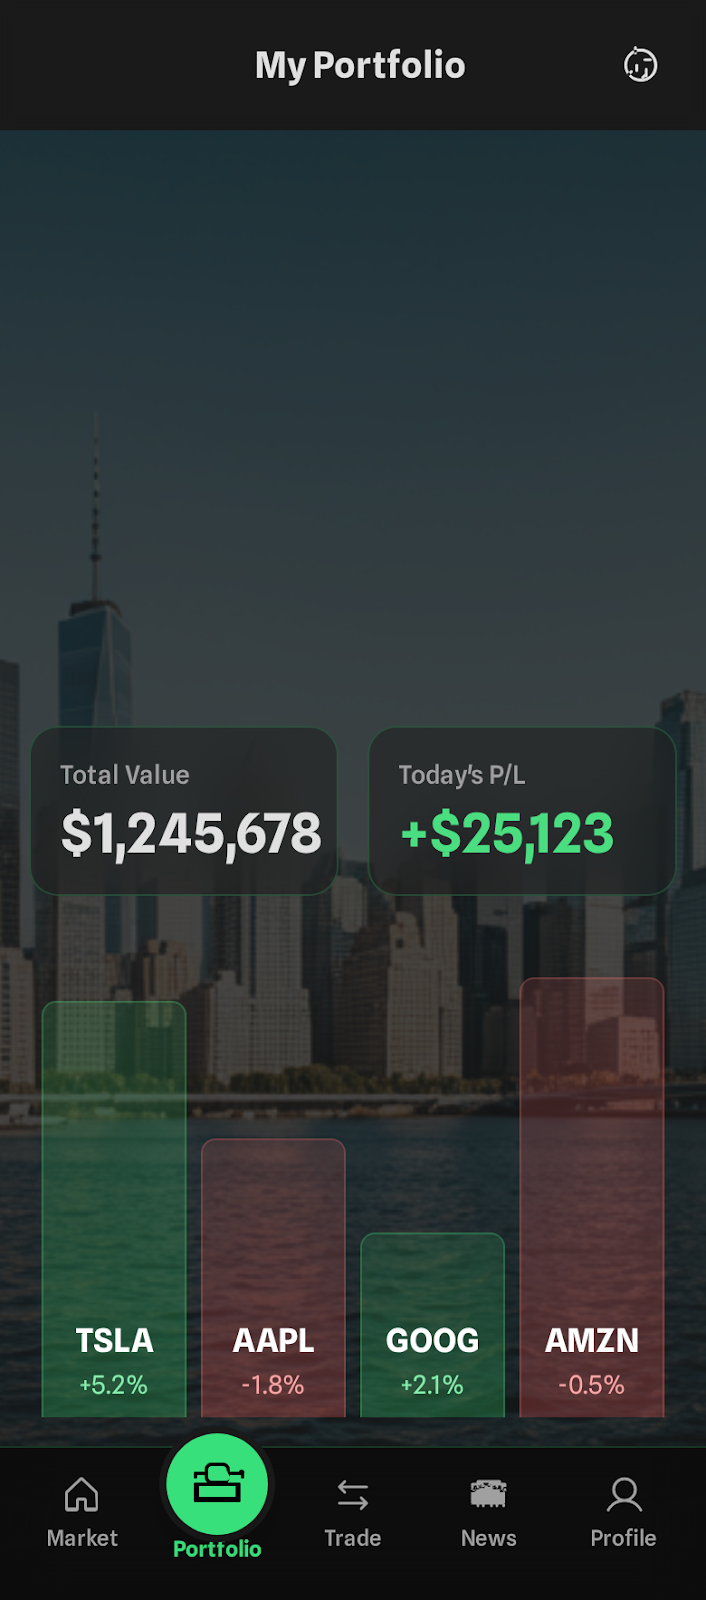 My Portfolio
Total Value
$1,245,678
Today's P/L
+$25,123
TSLA
+5.2%
AAPL
-1.8%
GOOG
+2.1%
AMZN
-0.5%
Market
Portfolio
Trade
News
Profile